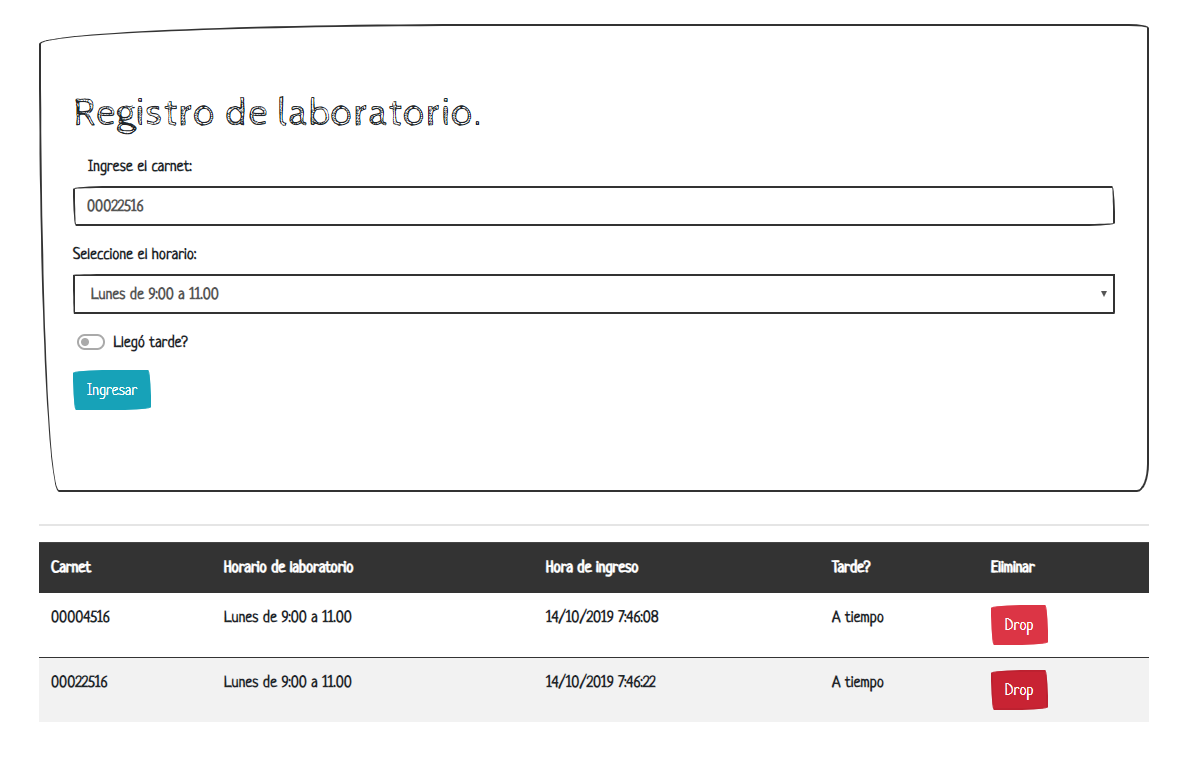 Registro de laboratorio.
Ingrese el carnet:
00022516
Seleccione el horario:
Lunes de 9:00 a 11.00
Llegó tarde?
Ingresar
Carnet Horario de laboratorio Hora de ingreso Tarde? Eliminar
00004516 Lunes de 9:00 a 11.00 14/10/2019 7:46:08 A tiempo Drop
00022516 Lunes de 9:00 a 11.00 14/10/2019 7:46:22 A tiempo Drop